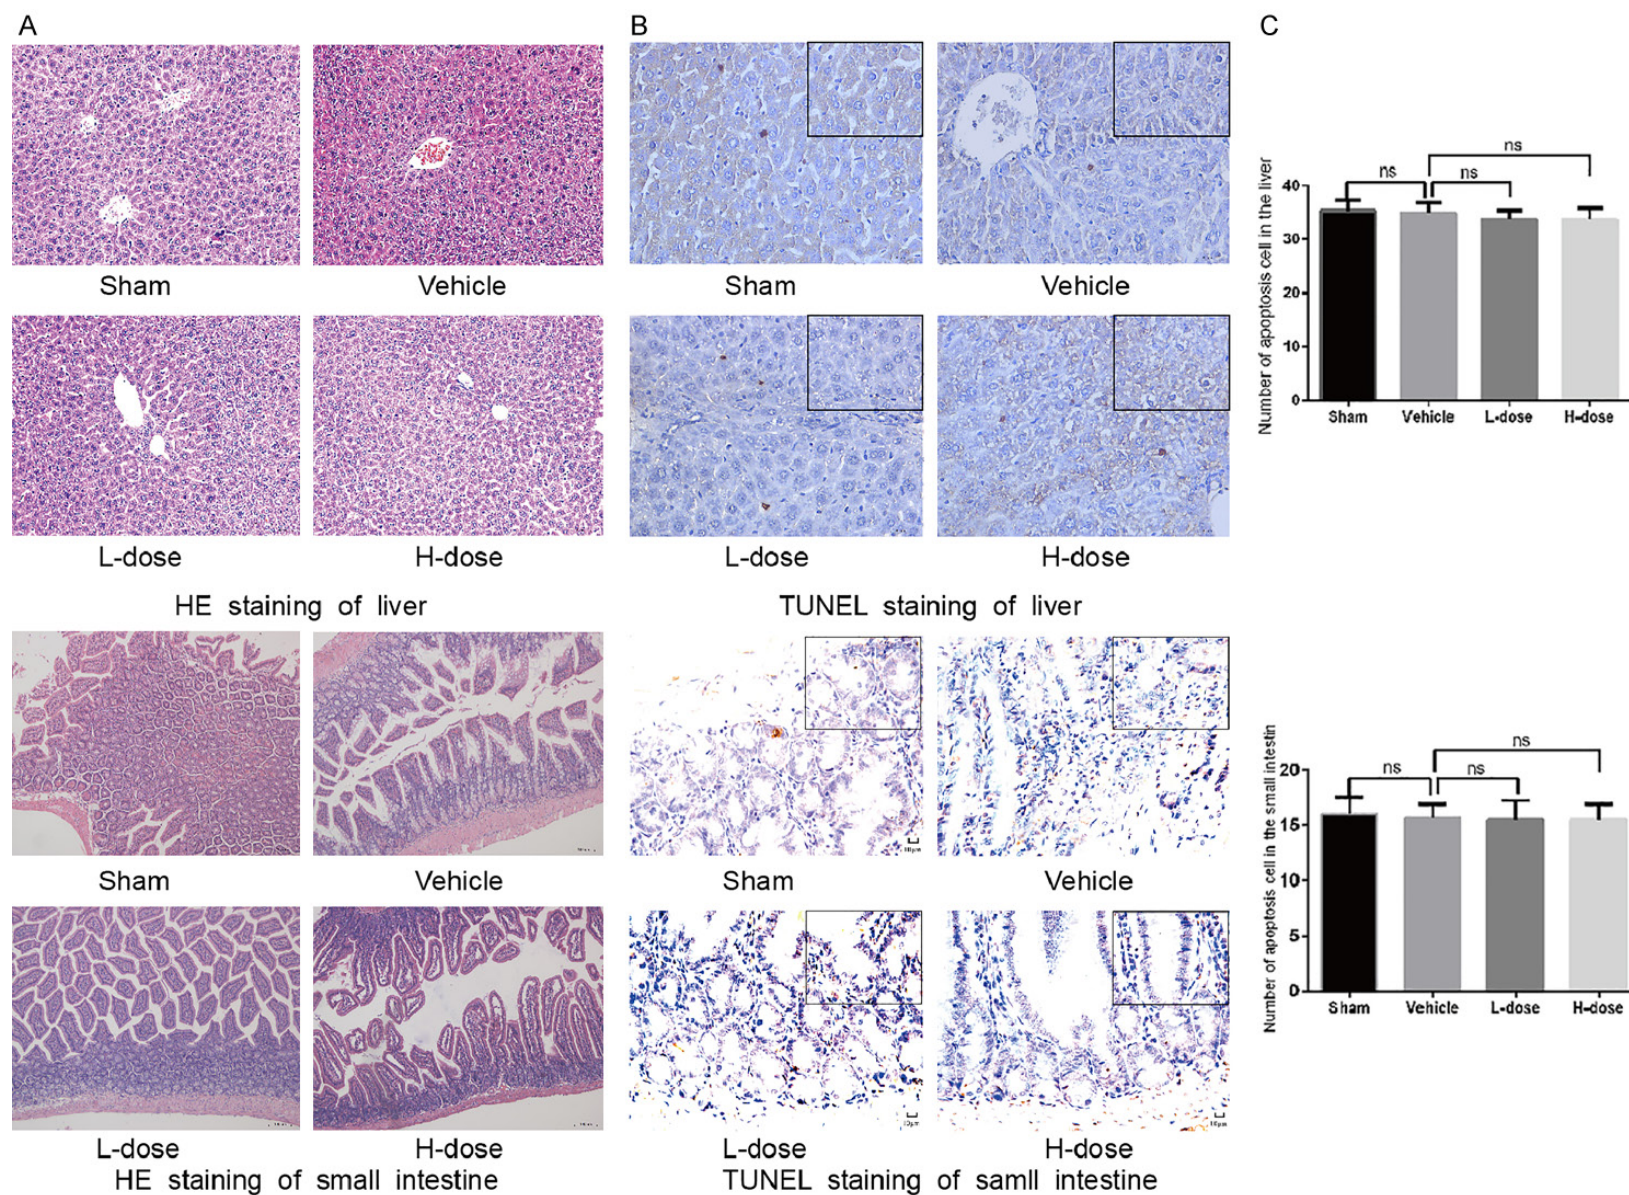 A
B
C
Sham
Vehicle
L-dose
H-dose
HE staining of liver
Sham
Vehicle
L-dose
H-dose
TUNEL staining of liver
Number of apoptosis cell in the liver
40
30
20
10
0
ns
ns
ns
Sham
Vehicle
L-dose
H-dose
Sham
Vehicle
L-dose
H-dose
HE staining of small intestine
Sham
10μm
Vehicle
L-dose
10μm
H-dose
10μm
TUNEL staining of samll intestine
Number of apoptosis cell in the small intestin
20
15
10
5
0
ns
ns
ns
Sham
Vehicle
L-dose
H-dose